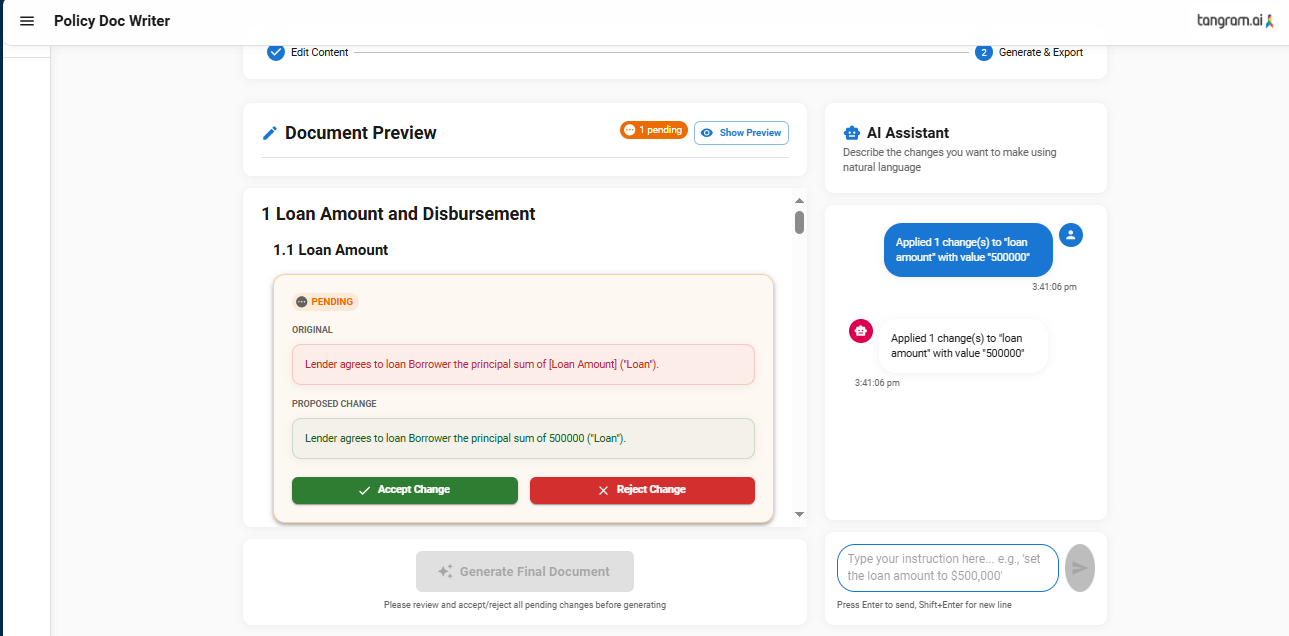 Policy Doc Writer
tangram.ai
Edit Content
2 Generate & Export
Document Preview
1 pending
Show Preview
1 Loan Amount and Disbursement
1.1 Loan Amount
PENDING
ORIGINAL
Lender agrees to loan Borrower the principal sum of [Loan Amount] ("Loan").
PROPOSED CHANGE
Lender agrees to loan Borrower the principal sum of 500000 ("Loan").
Accept Change
Reject Change
Generate Final Document
Please review and accept/reject all pending changes before generating
AI Assistant
Describe the changes you want to make using
natural language
Applied 1 change(s) to "loan
amount" with value "500000"
3:41:06 pm
Applied 1 change(s) to "loan
amount" with value "500000"
3:41:06 pm
Type your instruction here... e.g., 'set
the loan amount to $500,000'
Press Enter to send, Shift+Enter for new line